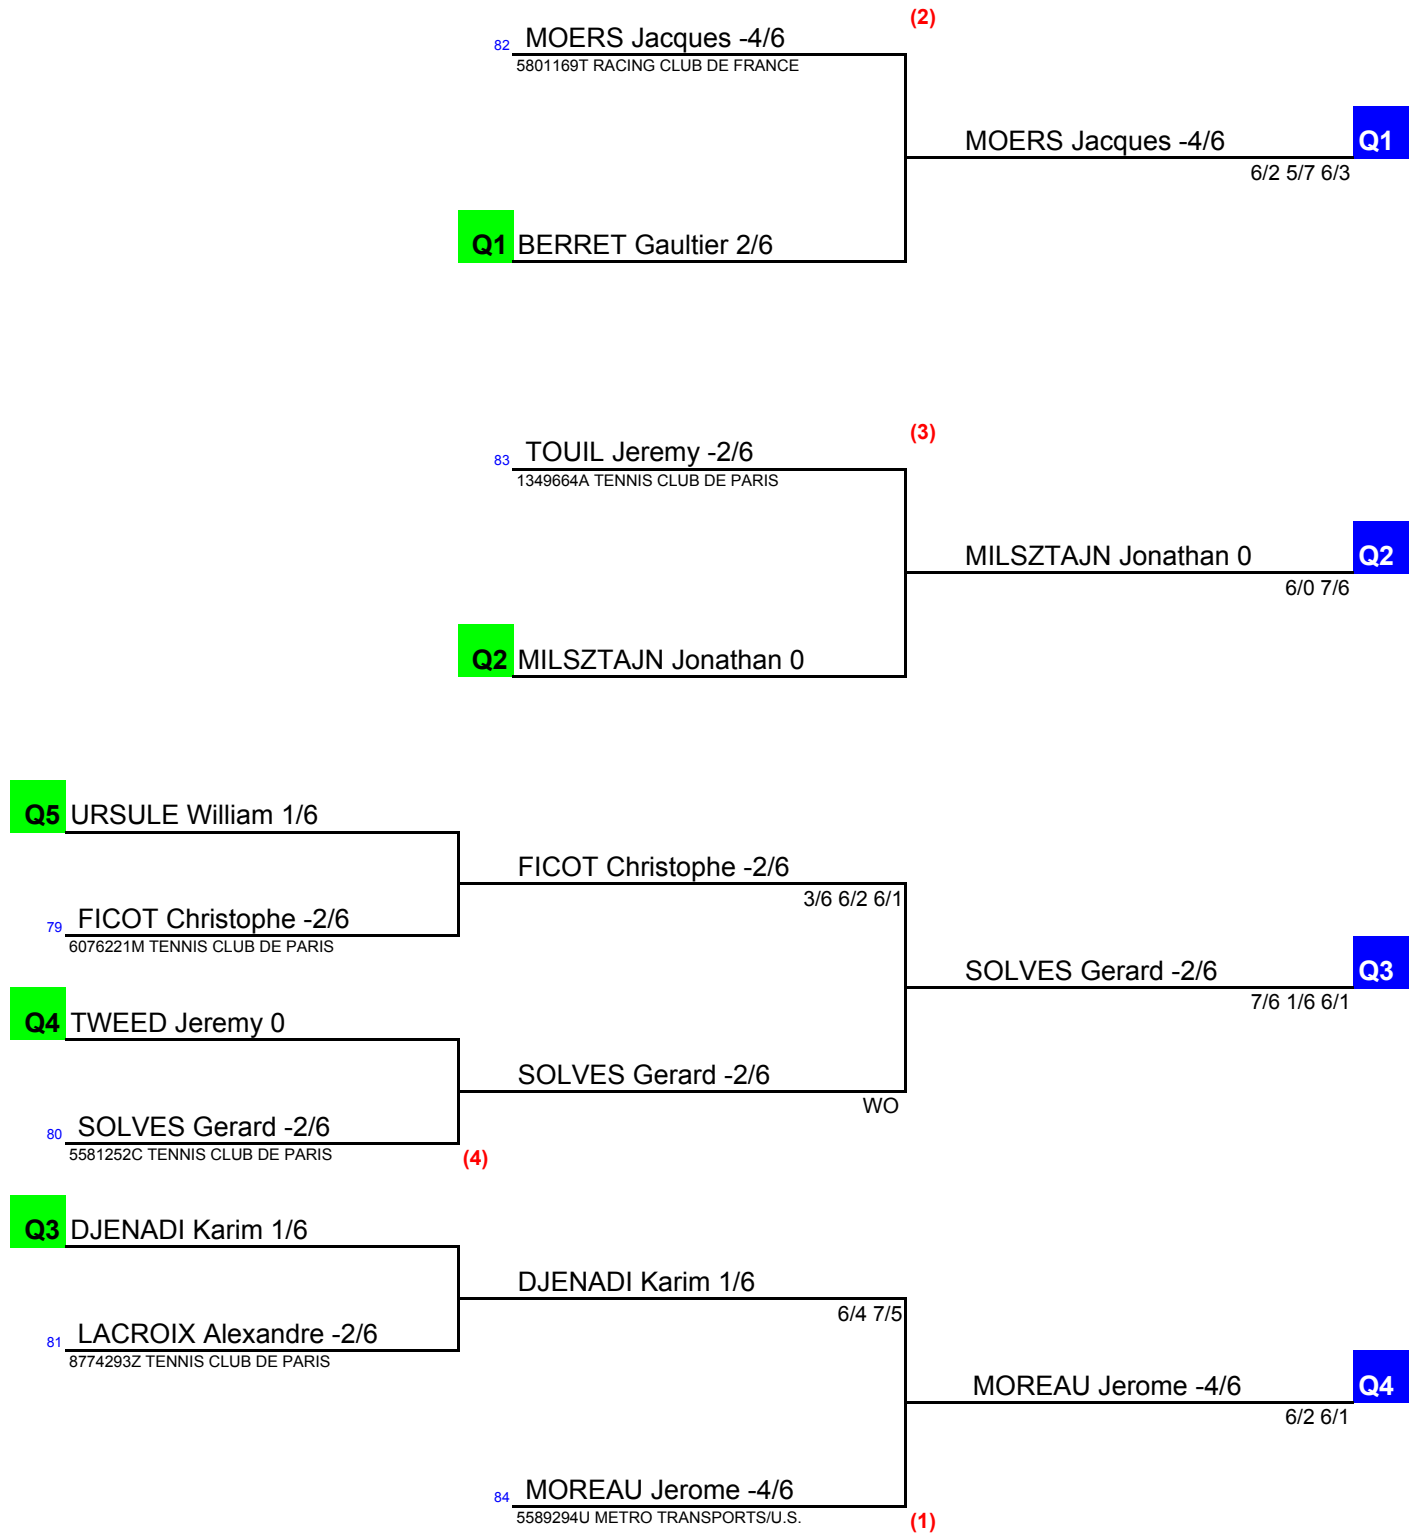 (2)
82 MOERS Jacques -4/6
5801169T RACING CLUB DE FRANCE
MOERS Jacques -4/6 Q1
6/2 5/7 6/3
Q1 BERRET Gaultier 2/6
(3)
83 TOUIL Jeremy -2/6
1349664A TENNIS CLUB DE PARIS
MILSZTAJN Jonathan 0 Q2
6/0 7/6
Q2 MILSZTAJN Jonathan 0
Q5 URSULE William 1/6
FICOT Christophe -2/6
3/6 6/2 6/1
79 FICOT Christophe -2/6
6076221M TENNIS CLUB DE PARIS
SOLVES Gerard -2/6 Q3
7/6 1/6 6/1
Q4 TWEED Jeremy 0
SOLVES Gerard -2/6
WO
80 SOLVES Gerard -2/6
5581252C TENNIS CLUB DE PARIS
(4)
Q3 DJENADI Karim 1/6
DJENADI Karim 1/6
6/4 7/5
81 LACROIX Alexandre -2/6
8774293Z TENNIS CLUB DE PARIS
MOREAU Jerome -4/6 Q4
6/2 6/1
84 MOREAU Jerome -4/6
5589294U METRO TRANSPORTS/U.S.
(1)